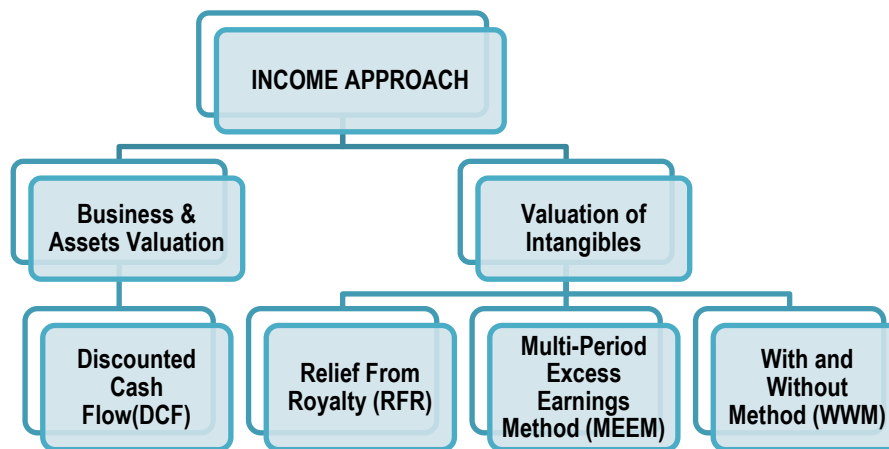 INCOME APPROACH
Business &
Assets Valuation
Valuation of
Intangibles
Discounted
Cash
Flow(DCF)
Relief From
Royalty (RFR)
Multi-Period
Excess
Earnings
Method (MEEM)
With and
Without
Method (WWM)